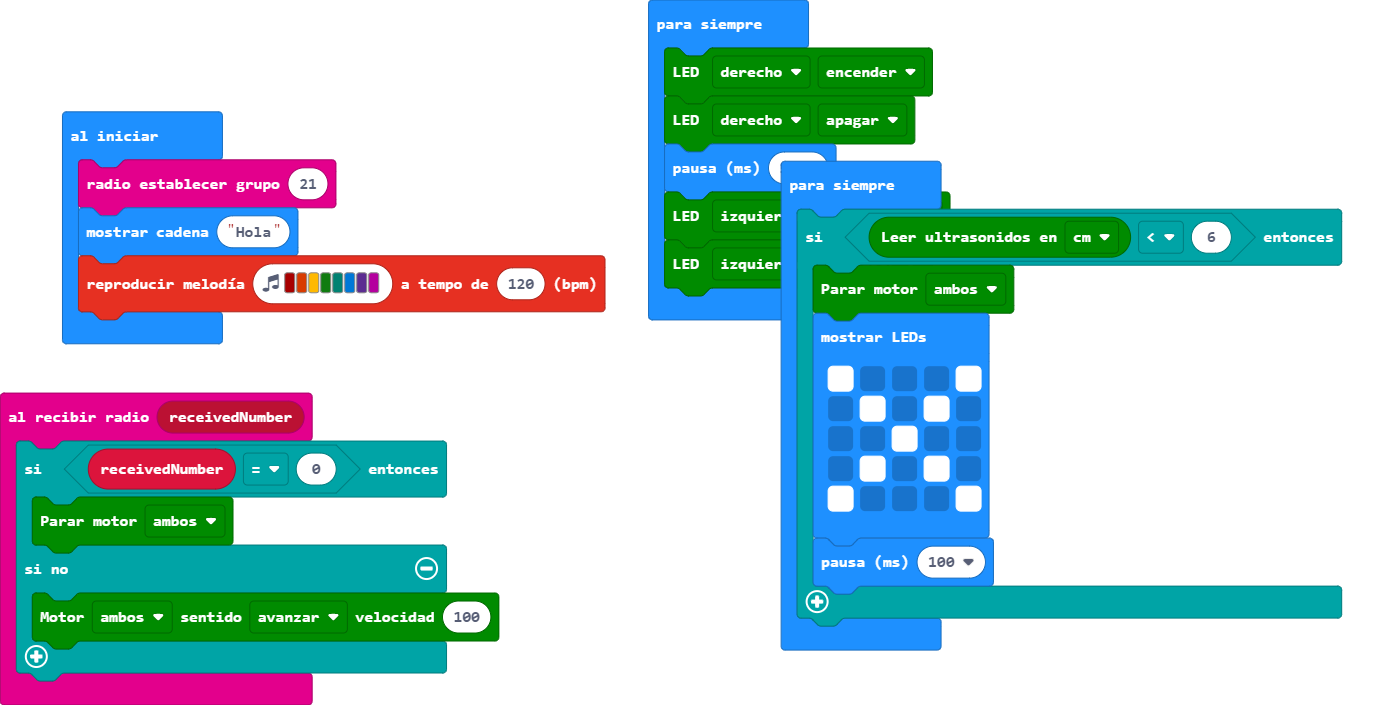 al iniciar
radio establecer grupo 21
mostrar cadena "Hola"
reproducir melodía a tempo de 120 (bpm)
al recibir radio receivedNumber
si receivedNumber = 0 entonces
Parar motor ambos
si no
Motor ambos sentido avanzar velocidad 100
para siempre
LED derecho encender
LED derecho apagar
pausa (ms)
LED izquier
LED izquier
para siempre
si Leer ultrasonidos en cm < 6 entonces
Parar motor ambos
mostrar LEDs
pausa (ms) 100